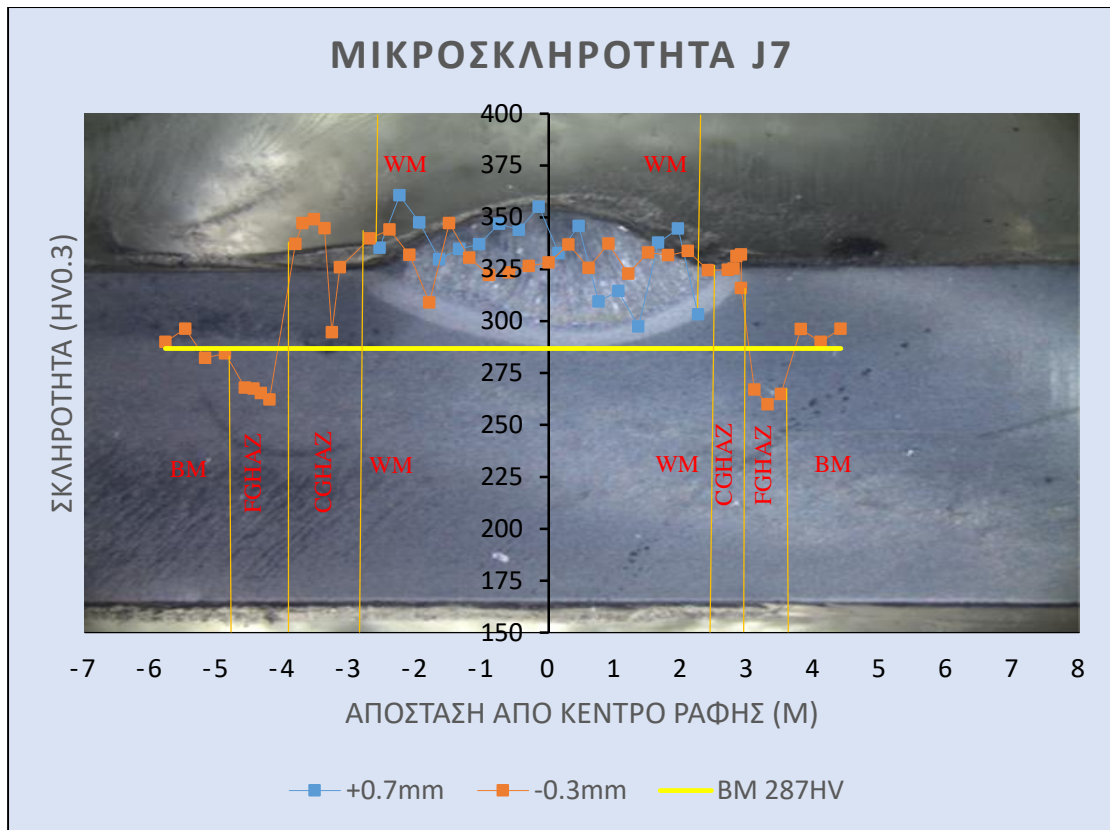 ΜΙΚΡΟΣΚΛΗΡΟΤΗΤΑ J7
ΣΚΛΗΡΟΤΗΤΑ (HV0.3)
400
375
350
325
300
275
250
225
200
175
150
WM WM
BM FGHAZ CGHAZ WM WM CGHAZ FGHAZ BM
-7 -6 -5 -4 -3 -2 -1 0 1 2 3 4 5 6 7 8
ΑΠΟΣΤΑΣΗ ΑΠΟ ΚΕΝΤΡΟ ΡΑΦΗΣ (Μ)
+0.7mm -0.3mm BM 287HV